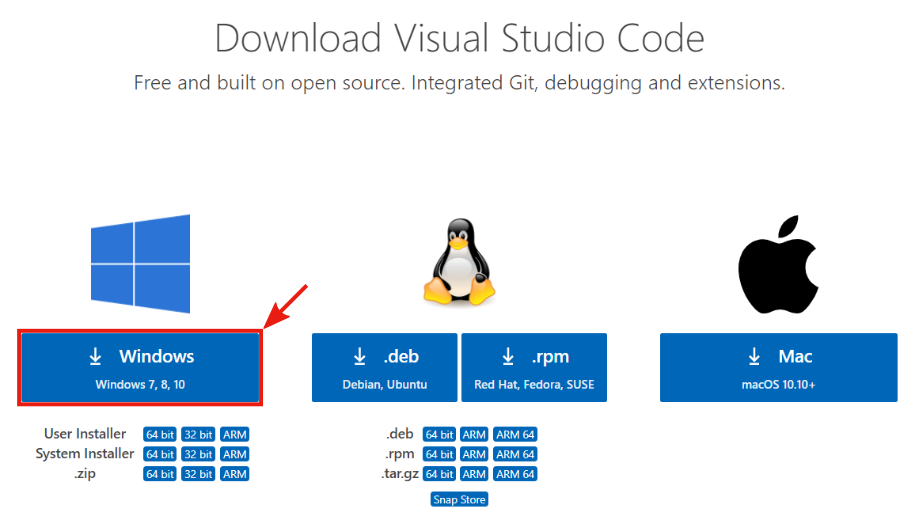 Download Visual Studio Code
Free and built on open source. Integrated Git, debugging and extensions.
Windows
Windows 7, 8, 10
.deb
Debian, Ubuntu
.rpm
Red Hat, Fedora, SUSE
Mac
macOS 10.10+
User Installer 64 bit 32 bit ARM
System Installer 64 bit 32 bit ARM
.zip 64 bit 32 bit ARM
.deb 64 bit ARM ARM 64
.rpm 64 bit ARM ARM 64
.tar.gz 64 bit ARM ARM 64
Snap Store